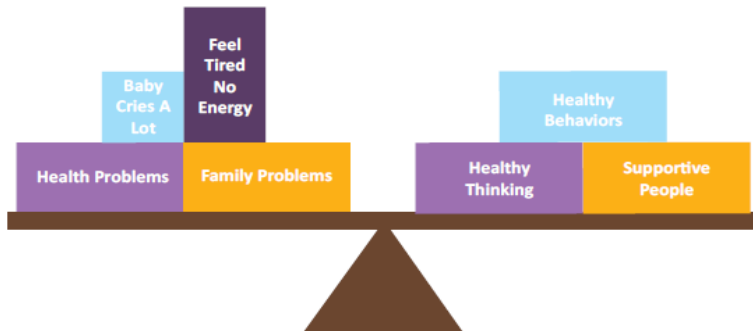 Feel
Tired
No
Energy
Baby
Cries A
Lot
Health Problems
Family Problems
Healthy
Behaviors
Healthy
Thinking
Supportive
People